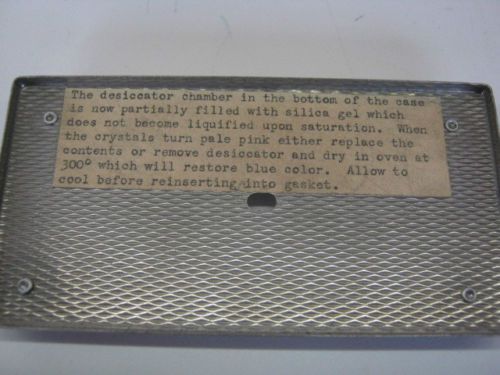 The desiccator chamber in the bottom of the case
is now partially filled with silica gel which
does not become liquified upon saturation. When
the crystals turn pale pink either replace the
contents or remove desiccator and dry in oven at
300° which will restore blue color. Allow to
cool before reinserting into gasket.